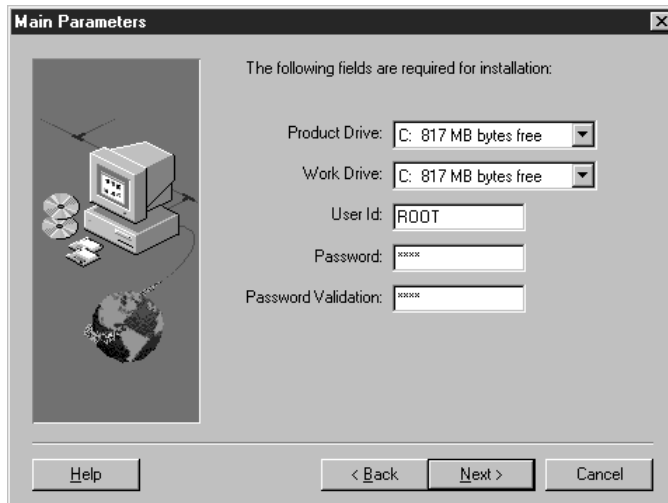 Main Parameters
The following fields are required for installation:
Product Drive: C: 817 MB bytes free
Work Drive: C: 817 MB bytes free
User Id: ROOT
Password: ****
Password Validation: ****
Help < Back Next > Cancel